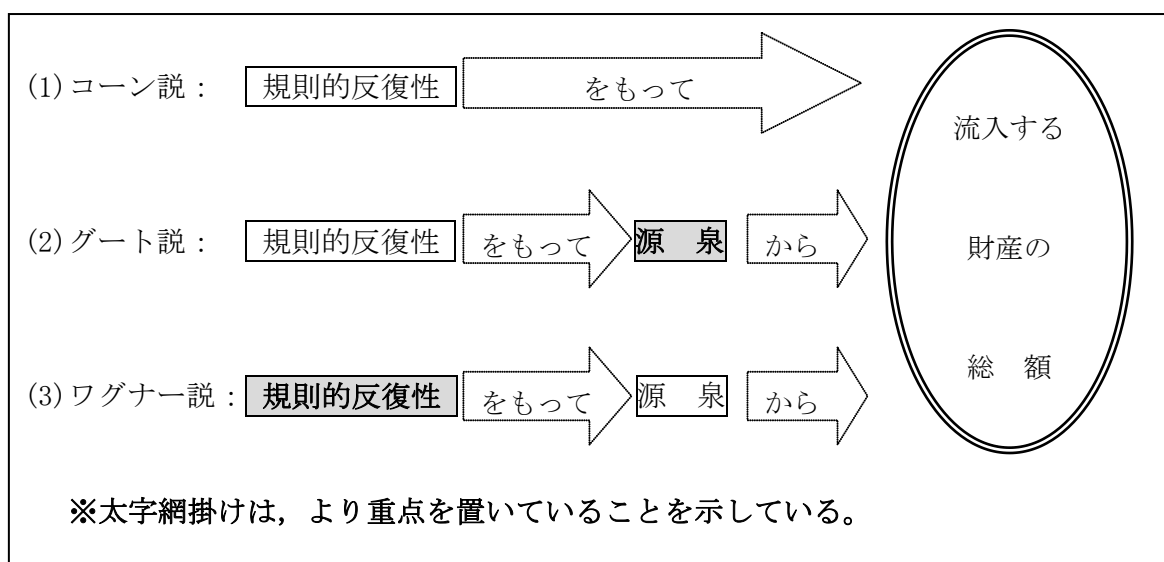 (1)コーン説： 規則的反復性 をもって
(2)グート説： 規則的反復性 をもって 源　泉 から
(3)ワグナー説： 規則的反復性 をもって 源　泉 から
流入する
財産の
総　額
※太字網掛けは，より重点を置いていることを示している。